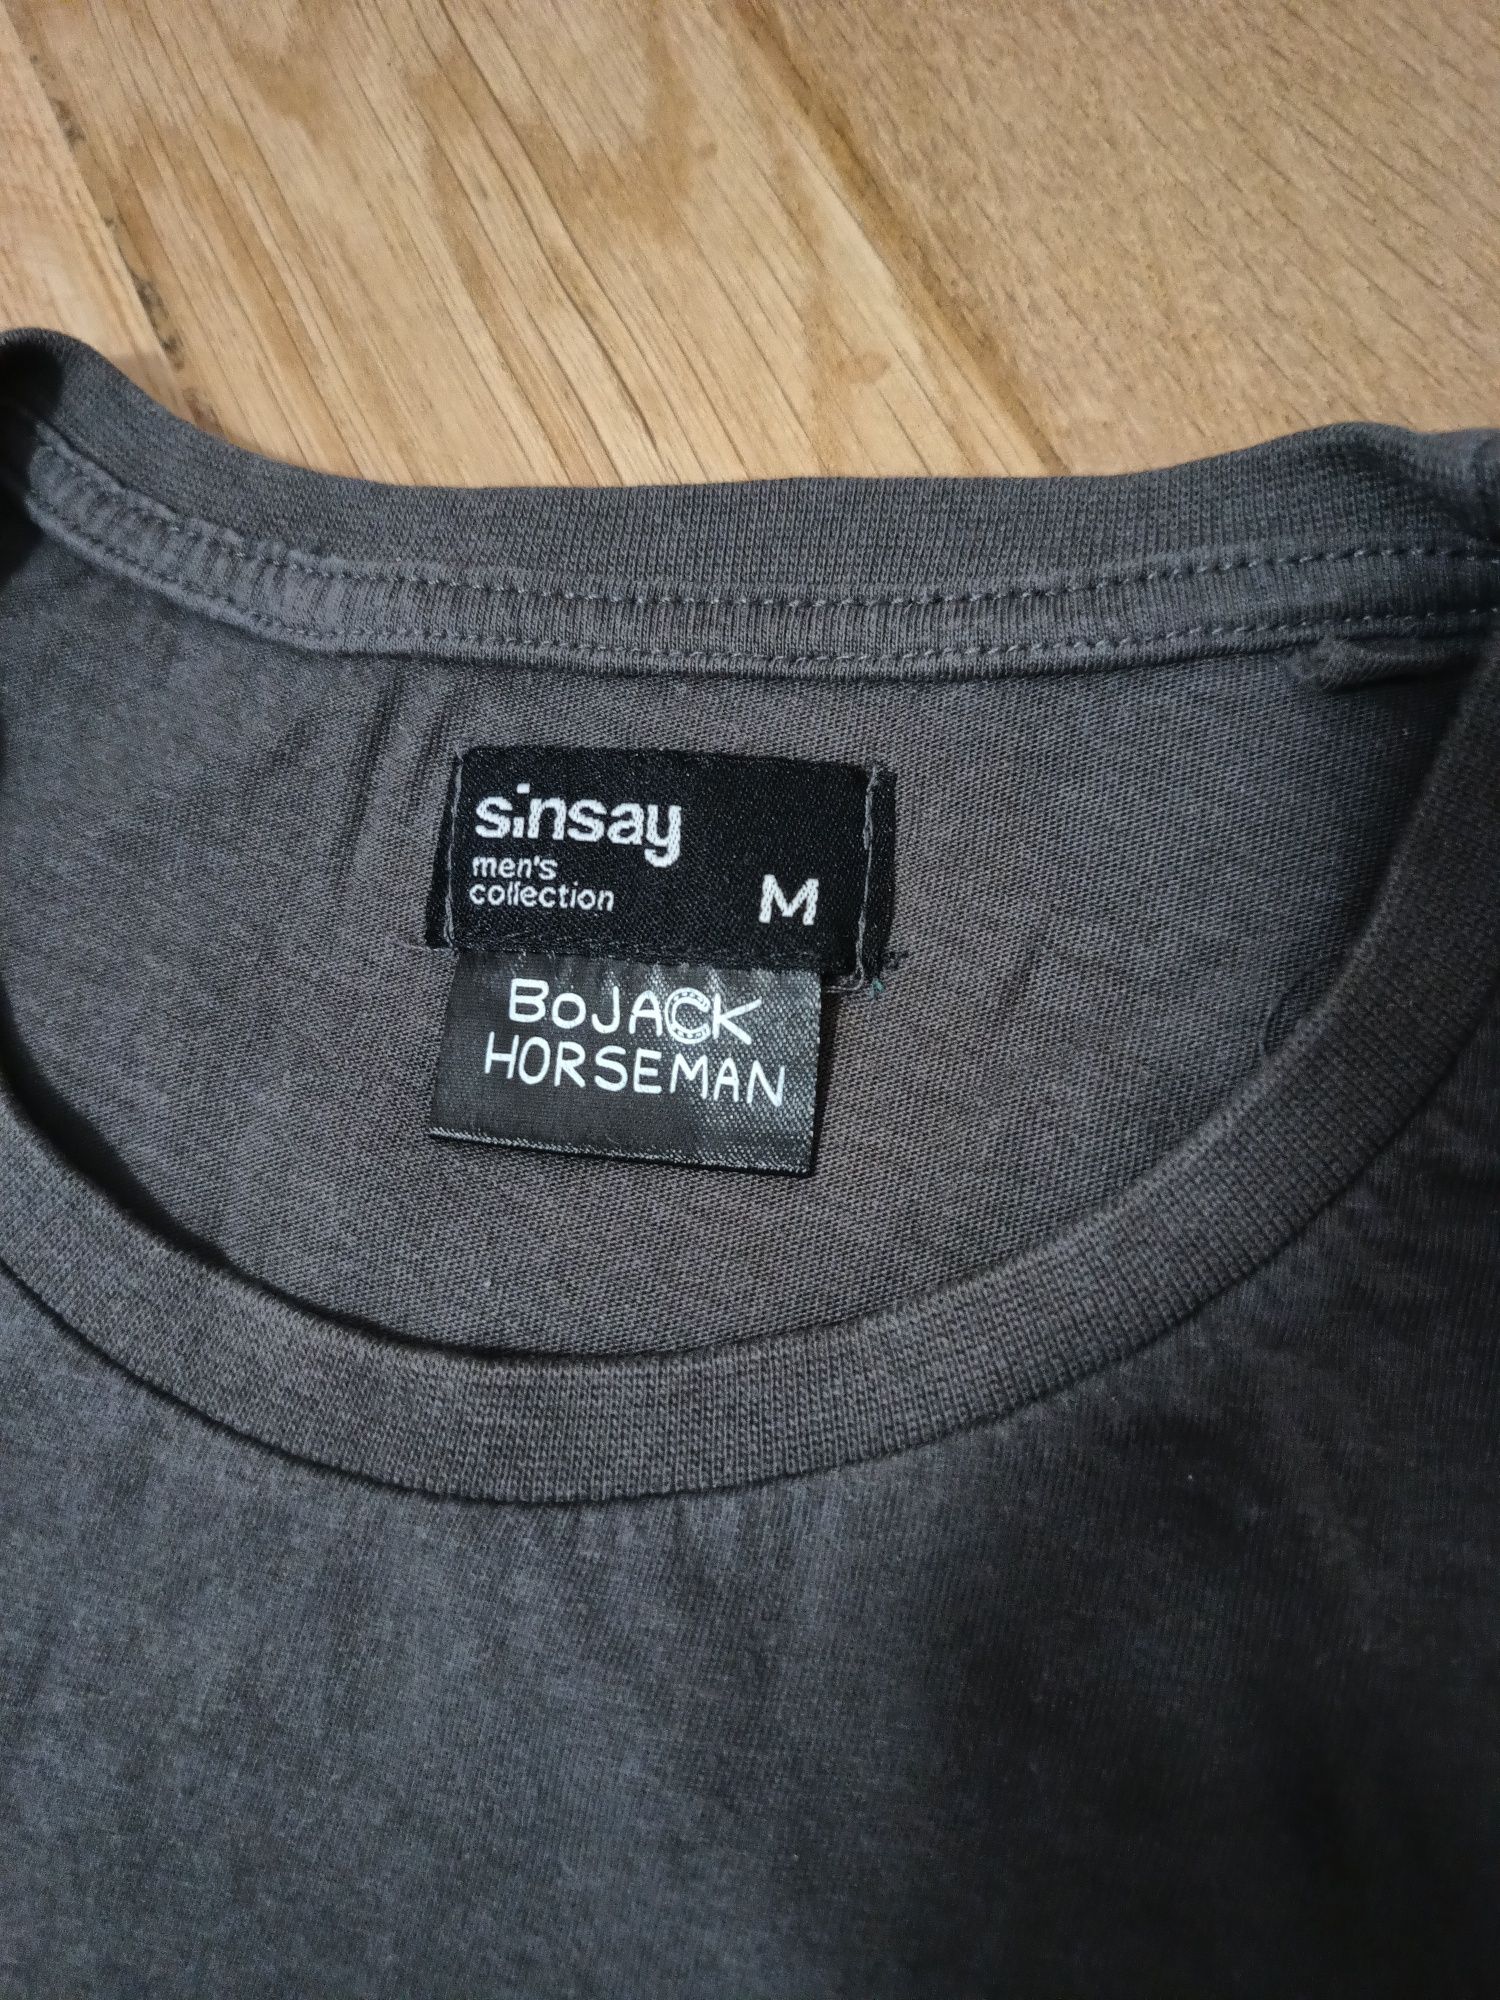 sinsay
men's
collection
M
BoJACK
HORSEMAN